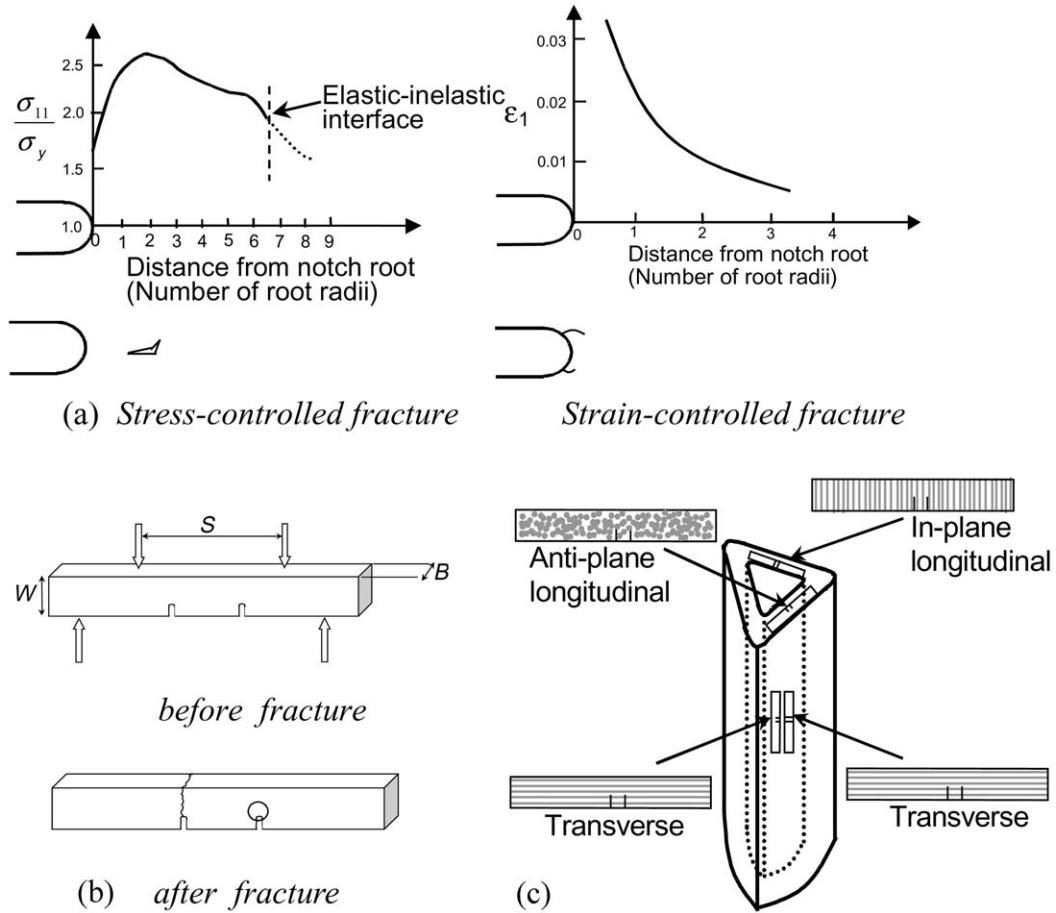 σ11
σy
2.5
2.0
1.5
1.0
Elastic-inelastic
interface
0 1 2 3 4 5 6 7 8 9
Distance from notch root
(Number of root radii)
ε1
0.03
0.02
0.01
0 1 2 3 4
Distance from notch root
(Number of root radii)
(a) Stress-controlled fracture
Strain-controlled fracture
S
W
B
before fracture
(b) after fracture
Anti-plane
longitudinal
In-plane
longitudinal
Transverse
Transverse
(c)